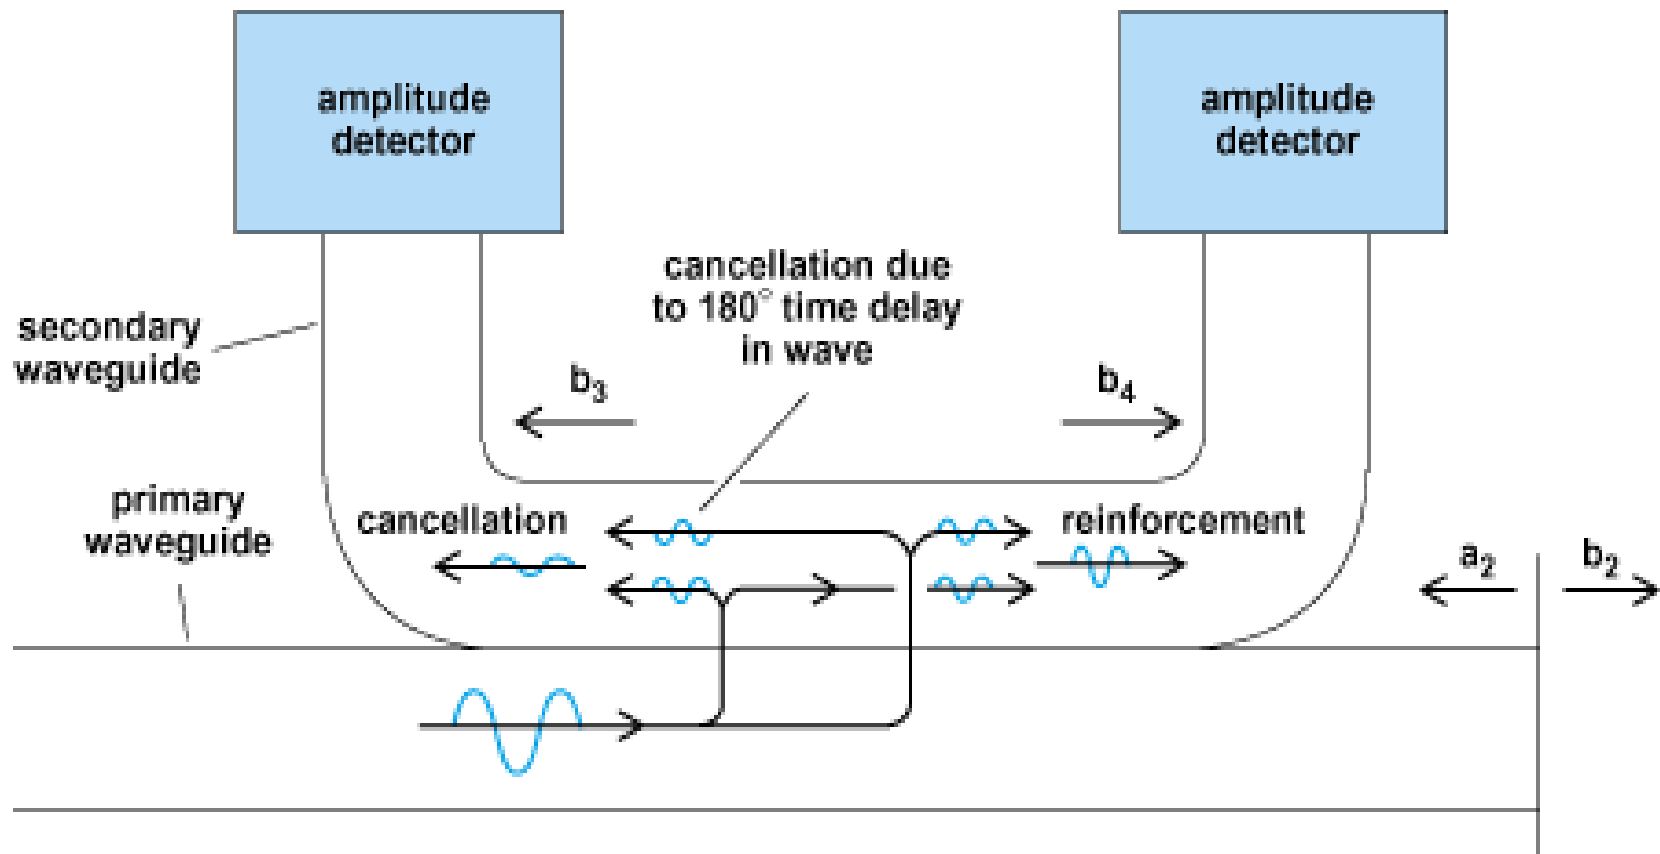 amplitude
detector
amplitude
detector
cancellation due
to 180° time delay
in wave
secondary
waveguide
b₃
b₄
primary
waveguide
cancellation
reinforcement
a₂
b₂